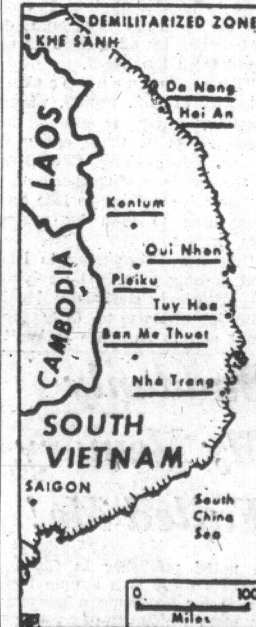 DEMILITARIZED ZONE
KHE SANH
Da Nang
Hoi An
LAOS
Kontum
Qui Nhon
Pleiku
CAMBODIA
Tuy Hoa
Ban Me Thuot
Nha Trang
SOUTH
VIETNAM
SAIGON
South
China
Sea
0 100
Miles